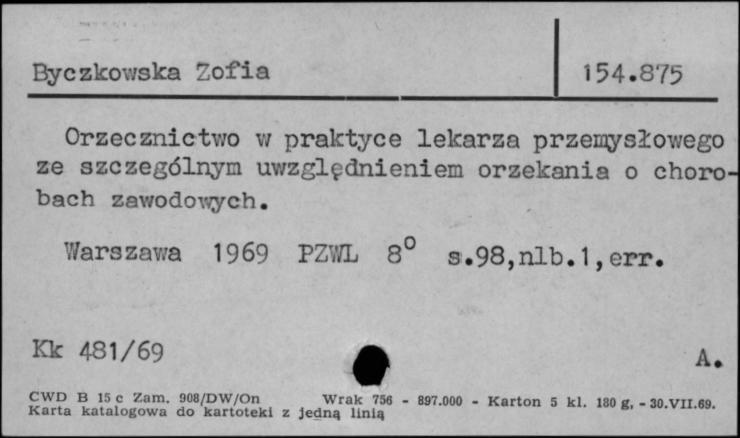 Byczkowska Zofia 154.875
Orzecznictwo w praktyce lekarza przemysłowego
ze szczególnym uwzględnieniem orzekania o choro-
bach zawodowych.
Warszawa 1969 PZWL 8° s.98,nlb.1,err.
Kk 481/69 A.
CWD B 15 c Zam. 908/DW/On Wrak 756 - 897.000 - Karton 5 kl. 180 g. - 30.VII.69.
Karta katalogowa do kartoteki z jedną linią